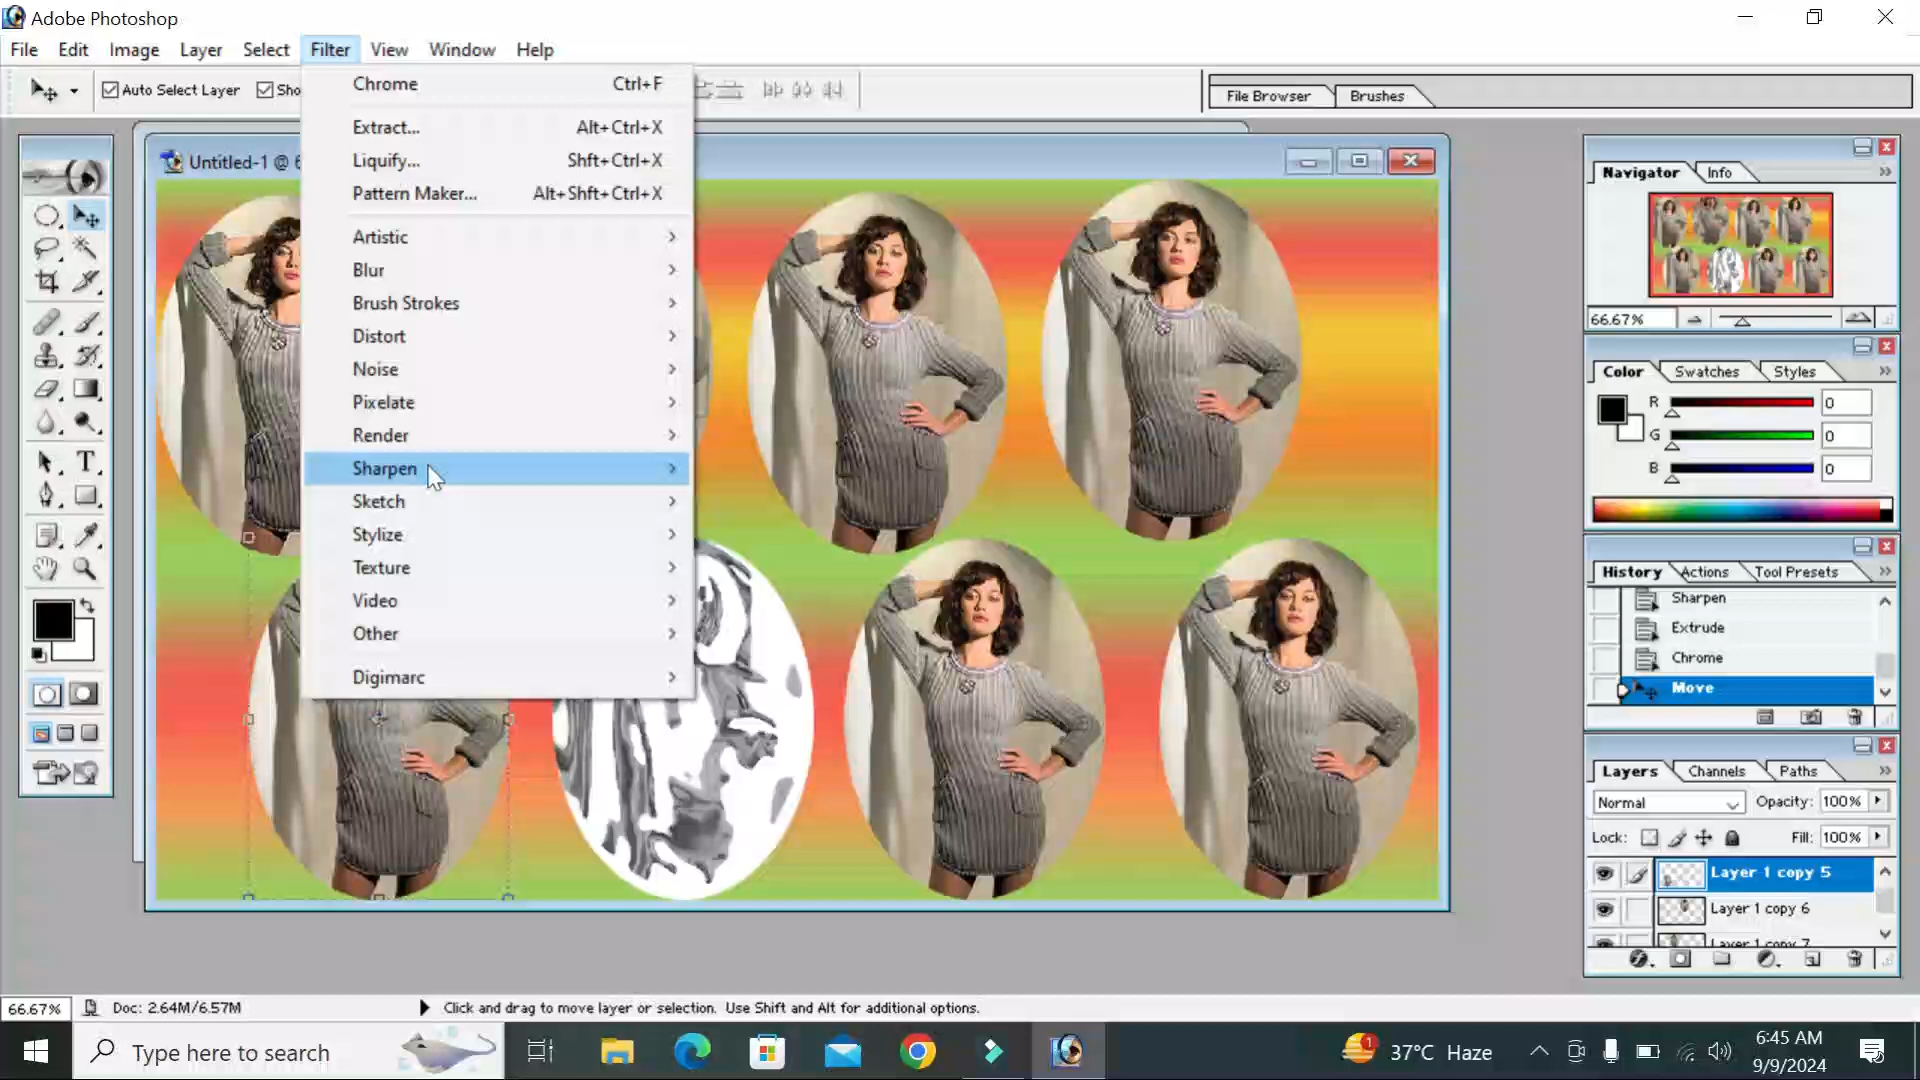 Adobe Photoshop
File Edit Image Layer Select Filter View Window Help
Auto Select Layer Sho
File Browser Brushes
Chrome Ctrl+F
Extract... Alt+Ctrl+X
Liquify... Shft+Ctrl+X
Pattern Maker... Alt+Shft+Ctrl+X
Artistic
Blur
Brush Strokes
Distort
Noise
Pixelate
Render
Sharpen
Sketch
Stylize
Texture
Video
Other
Digimarc
Untitled-1 @ 6
Navigator Info
66.67%
Color Swatches Styles
R 0
G 0
B 0
History Actions Tool Presets
Sharpen
Extrude
Chrome
Move
Layers Channels Paths
Normal Opacity: 100%
Lock: Fill: 100%
Layer 1 copy 5
Layer 1 copy 6
Layer 1 copy 7
66.67% Doc: 2.64M/6.57M Click and drag to move layer or selection. Use Shift and Alt for additional options.
Type here to search
1 37°C Haze
6:45 AM
9/9/2024